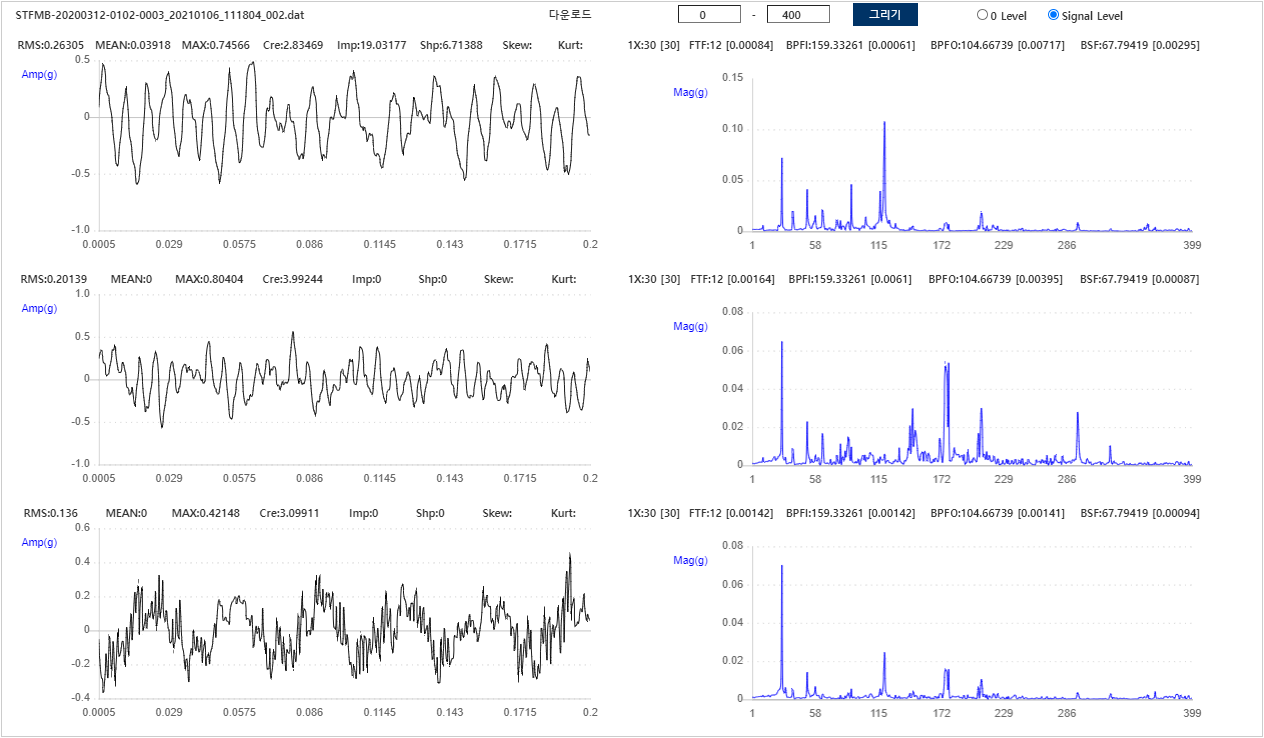 STFMB-20200312-0102-0003_20210106_111804_002.dat 다운로드 0 - 400 그리기 0 Level Signal Level
RMS:0.26305 MEAN:0.03918 MAX:0.74566 Cre:2.83469 Imp:19.03177 Shp:6.71388 Skew: Kurt: 1X:30 [30] FTF:12 [0.00084] BPFI:159.33261 [0.00061] BPFO:104.66739 [0.00717] BSF:67.79419 [0.00295]
Amp(g)
0.5
0
-0.5
-1.0
0.0005 0.029 0.0575 0.086 0.1145 0.143 0.1715 0.2
Mag(g)
0.15
0.10
0.05
0
1 58 115 172 229 286 399
RMS:0.20139 MEAN:0 MAX:0.80404 Cre:3.99244 Imp:0 Shp:0 Skew: Kurt: 1X:30 [30] FTF:12 [0.00164] BPFI:159.33261 [0.0061] BPFO:104.66739 [0.00395] BSF:67.79419 [0.00087]
Amp(g)
1.0
0.5
0
-0.5
-1.0
0.0005 0.029 0.0575 0.086 0.1145 0.143 0.1715 0.2
Mag(g)
0.08
0.06
0.04
0.02
0
1 58 115 172 229 286 399
RMS:0.136 MEAN:0 MAX:0.42148 Cre:3.09911 Imp:0 Shp:0 Skew: Kurt: 1X:30 [30] FTF:12 [0.00142] BPFI:159.33261 [0.00142] BPFO:104.66739 [0.00141] BSF:67.79419 [0.00094]
Amp(g)
0.6
0.4
0.2
0
-0.2
-0.4
0.0005 0.029 0.0575 0.086 0.1145 0.143 0.1715 0.2
Mag(g)
0.08
0.06
0.04
0.02
0
1 58 115 172 229 286 399